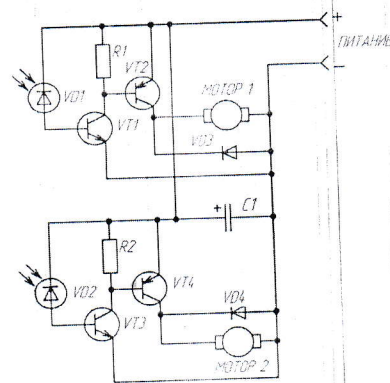 +
R1
VT2
ПИТАНИЕ
МОТОР 1
–
VD1
VT1
VD3
+ C1
R2
VT4
VD2
VD4
VT3
МОТОР 2